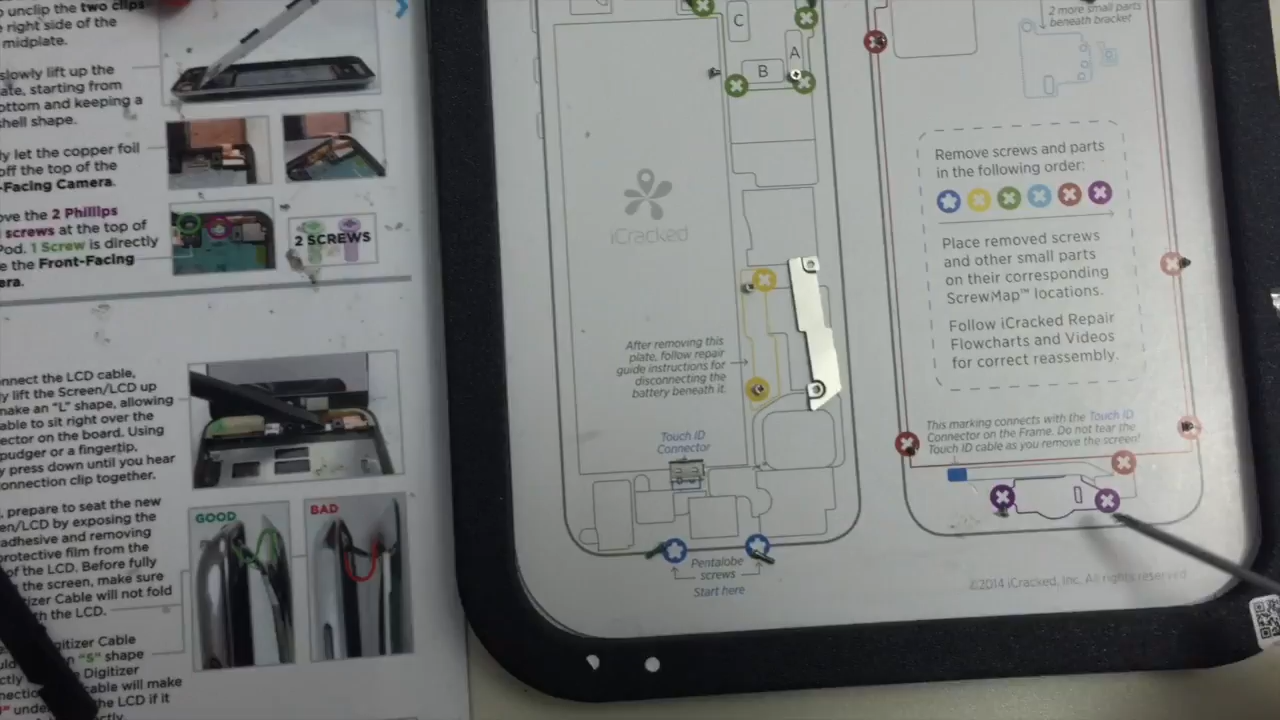 unclip the two clips
right side of the
midplate.
slowly lift up the
ate, starting from
ottom and keeping a
shell shape.
ly let the copper foil
off the top of the
-Facing Camera.
ove the 2 Phillips
screws at the top of
Pod. 1 Screw is directly
e the Front-Facing
era.
2 SCREWS
nnect the LCD cable,
ly lift the Screen/LCD up
make an "L" shape, allowing
able to sit right over the
ector on the board. Using
pudger or a fingertip,
y press down until you hear
onnection clip together.
, prepare to seat the new
en/LCD by exposing the
adhesive and removing
protective film from the
of the LCD. Before fully
the screen, make sure
izer Cable will not fold
th the LCD.
GOOD
BAD
igitizer Cable
"S" shape
ctly Digitizer
nectio cable will make
unde the LCD if it
ctly
C
A
B
iCracked
After removing this
plate, follow repair
guide instructions for
disconnecting the
battery beneath it.
Touch ID
Connector
Pentalobe
screws
Start here
2 more small parts
beneath bracket
Remove screws and parts
in the following order:
Place removed screws
and other small parts
on their corresponding
ScrewMap™ locations.
Follow iCracked Repair
Flowcharts and Videos
for correct reassembly.
This marking connects with the Touch ID
Connector on the Frame. Do not tear the
Touch ID cable as you remove the screen!
©2014 iCracked, Inc. All rights reserved